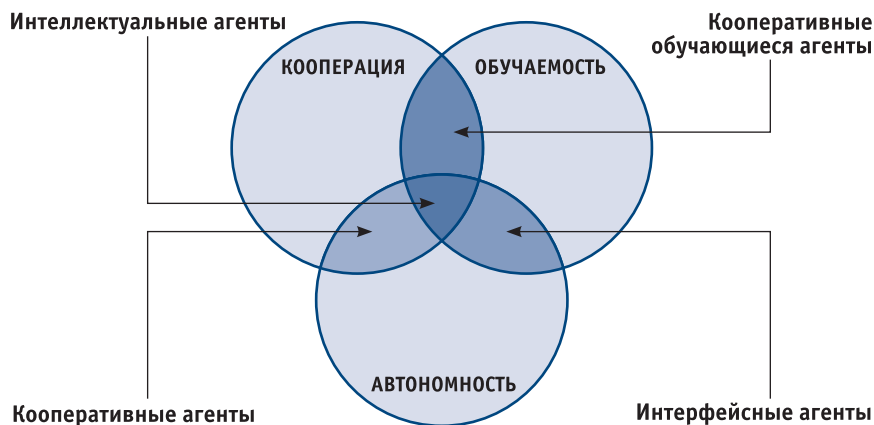 Интеллектуальные агенты
Кооперативные
обучающиеся агенты
КООПЕРАЦИЯ
ОБУЧАЕМОСТЬ
АВТОНОМНОСТЬ
Кооперативные агенты
Интерфейсные агенты